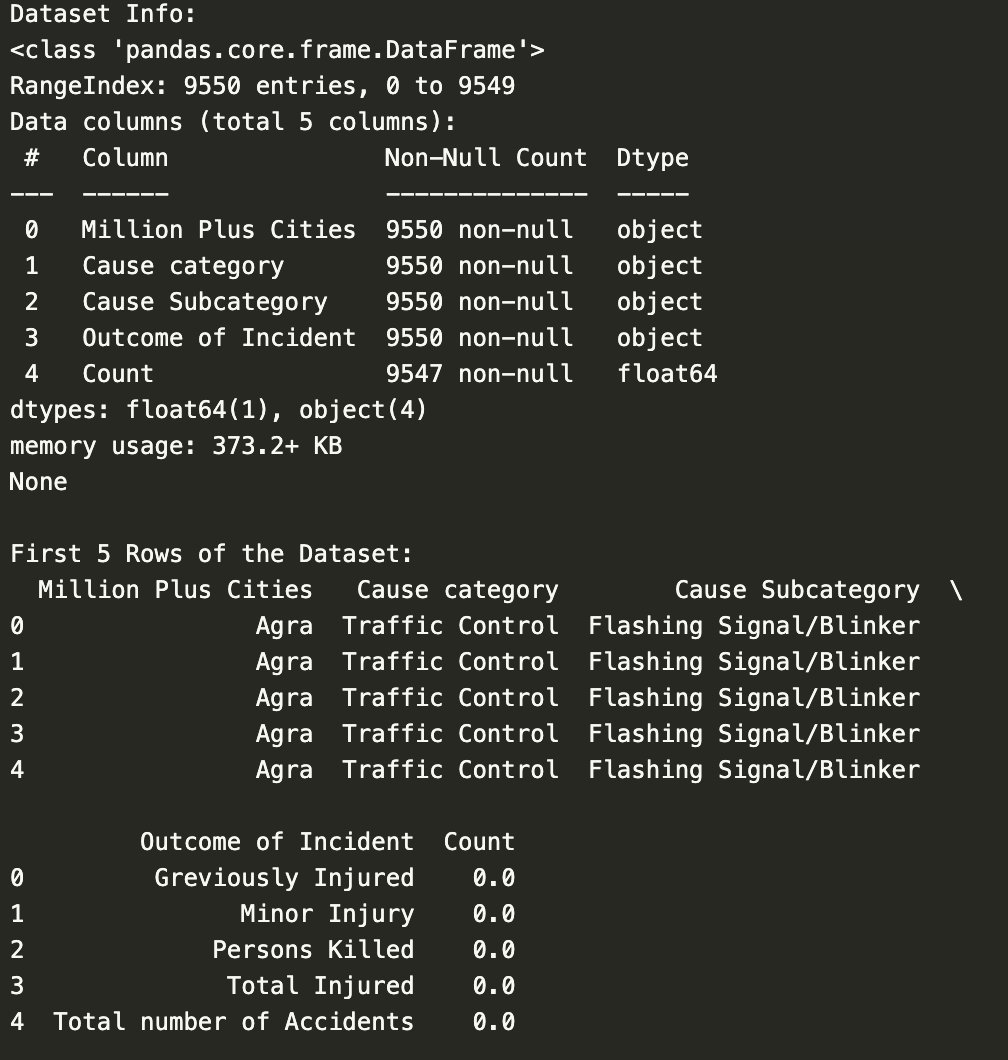 Dataset Info:
<class 'pandas.core.frame.DataFrame'>
RangeIndex: 9550 entries, 0 to 9549
Data columns (total 5 columns):
 #   Column               Non-Null Count  Dtype
---  ------               --------------  -----
 0   Million Plus Cities  9550 non-null   object
 1   Cause category       9550 non-null   object
 2   Cause Subcategory    9550 non-null   object
 3   Outcome of Incident  9550 non-null   object
 4   Count                9547 non-null   float64
dtypes: float64(1), object(4)
memory usage: 373.2+ KB
None

First 5 Rows of the Dataset:
  Million Plus Cities   Cause category        Cause Subcategory  \
0                Agra  Traffic Control  Flashing Signal/Blinker
1                Agra  Traffic Control  Flashing Signal/Blinker
2                Agra  Traffic Control  Flashing Signal/Blinker
3                Agra  Traffic Control  Flashing Signal/Blinker
4                Agra  Traffic Control  Flashing Signal/Blinker

         Outcome of Incident  Count
0         Greviously Injured    0.0
1               Minor Injury    0.0
2             Persons Killed    0.0
3              Total Injured    0.0
4  Total number of Accidents    0.0